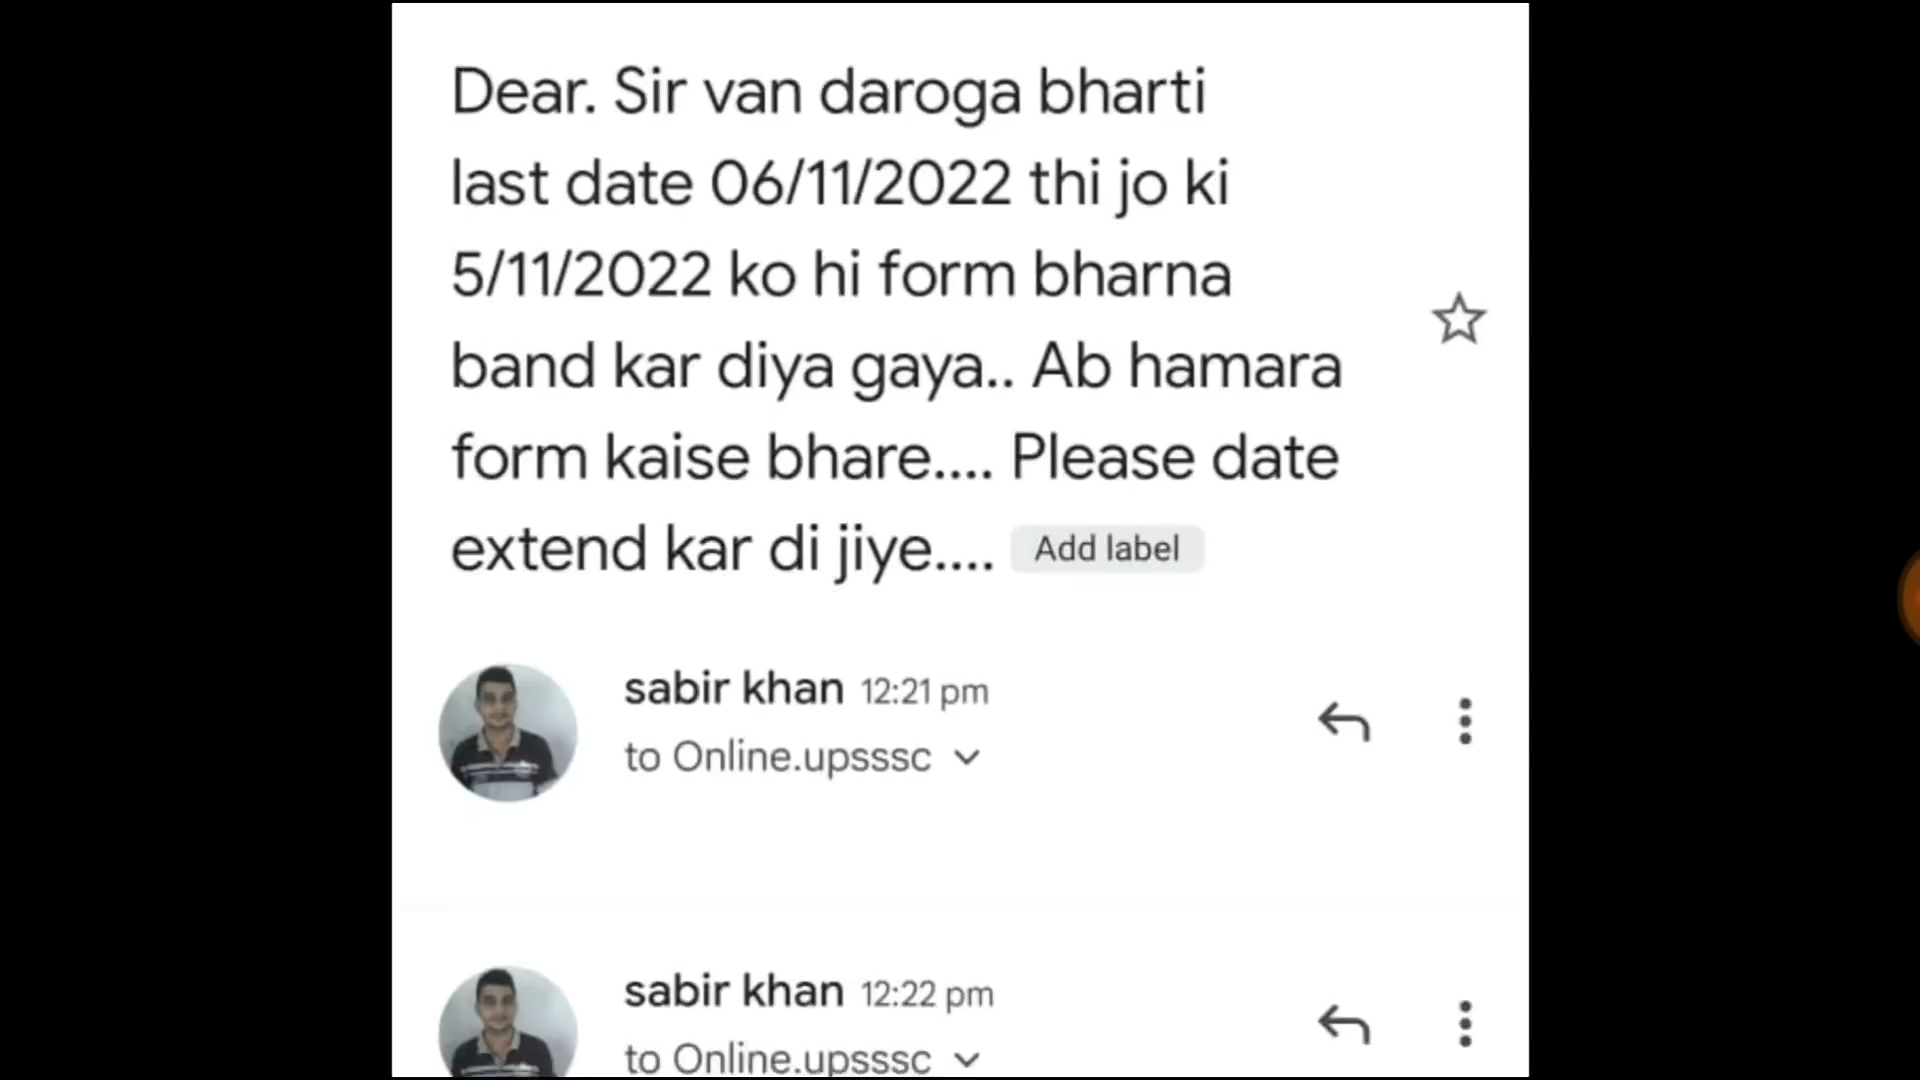 Dear. Sir van daroga bharti
last date 06/11/2022 thi jo ki
5/11/2022 ko hi form bharna
band kar diya gaya.. Ab hamara
form kaise bhare.... Please date
extend kar di jiye.... Add label
sabir khan 12:21 pm
to Online.upsssc
sabir khan 12:22 pm
to Online.upsssc